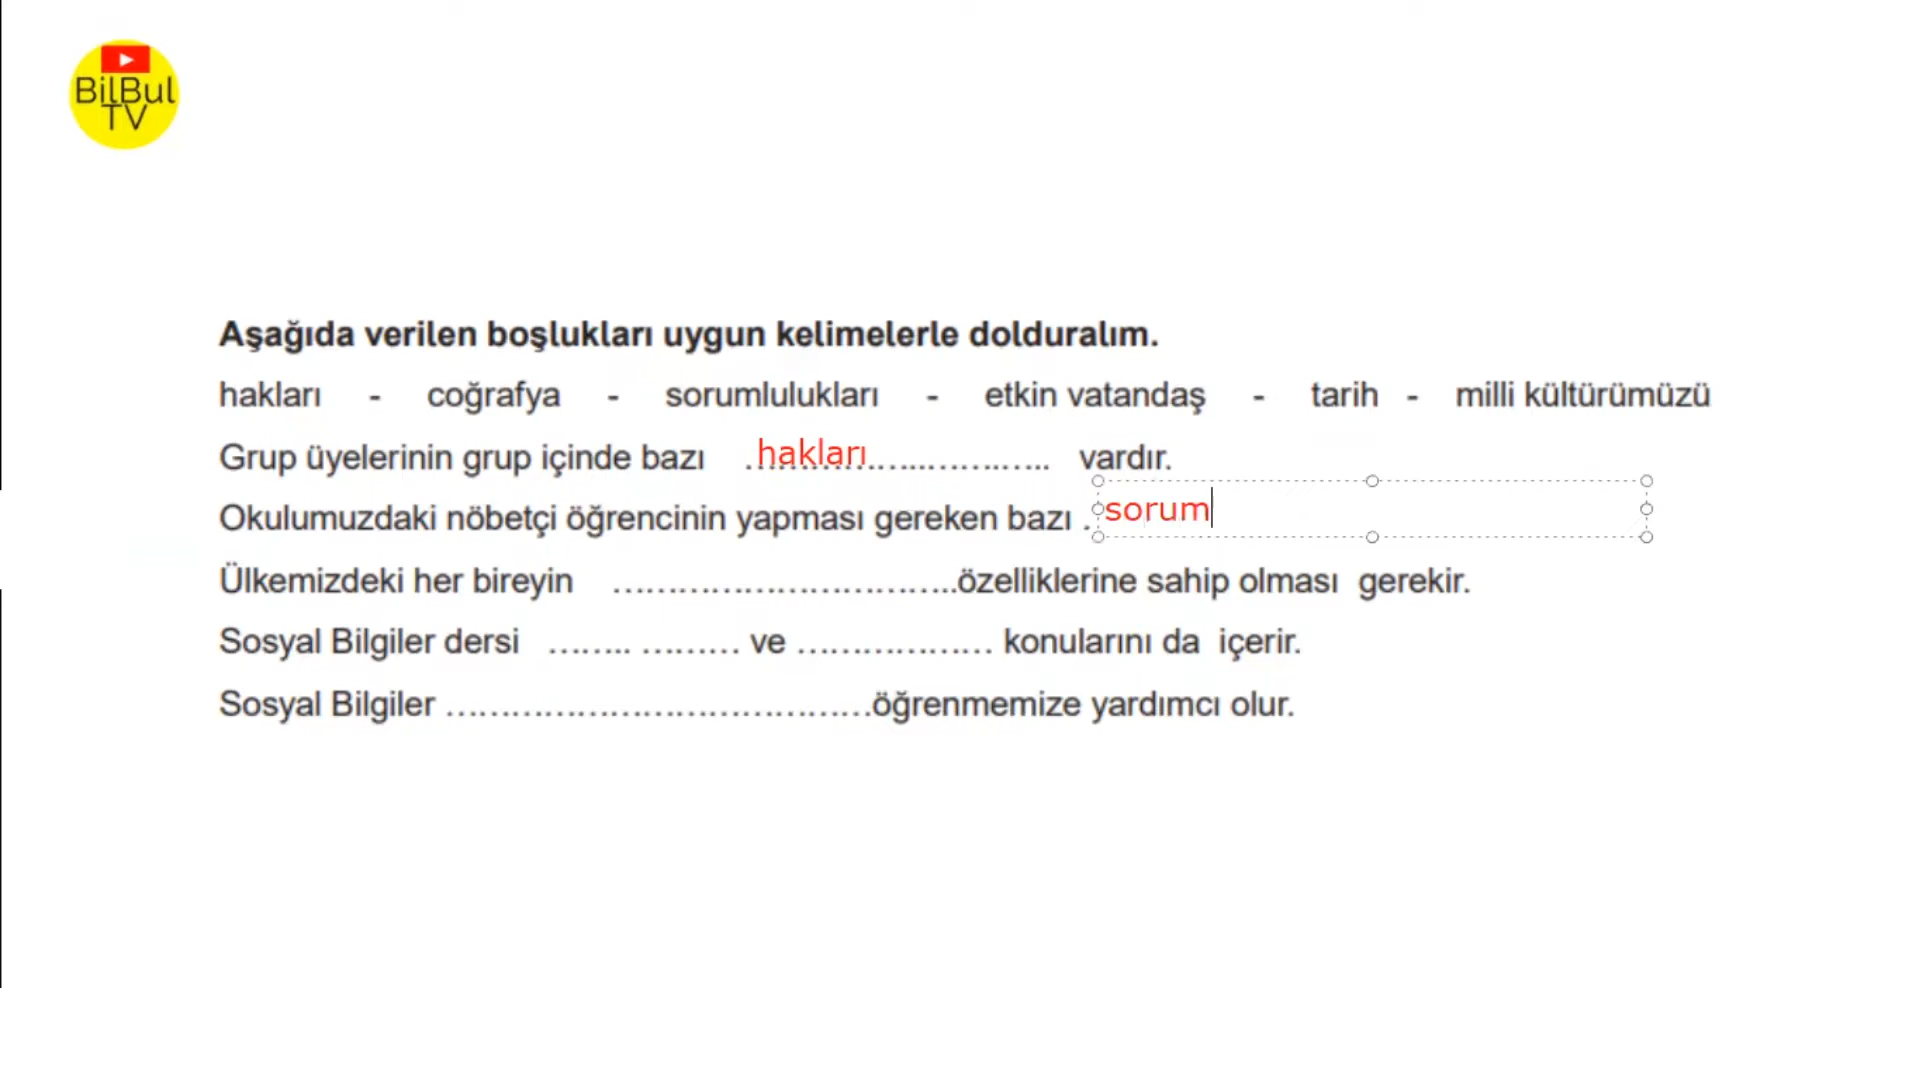 BilBul
TV
Aşağıda verilen boşlukları uygun kelimelerle dolduralım.
hakları - coğrafya - sorumlulukları - etkin vatandaş - tarih - milli kültürümüzü
Grup üyelerinin grup içinde bazı hakları vardır.
Okulumuzdaki nöbetçi öğrencinin yapması gereken bazı . sorum
Ülkemizdeki her bireyin ……………………………..özelliklerine sahip olması gerekir.
Sosyal Bilgiler dersi …….. ……… ve ……………… konularını da içerir.
Sosyal Bilgiler …………………………………….öğrenmemize yardımcı olur.